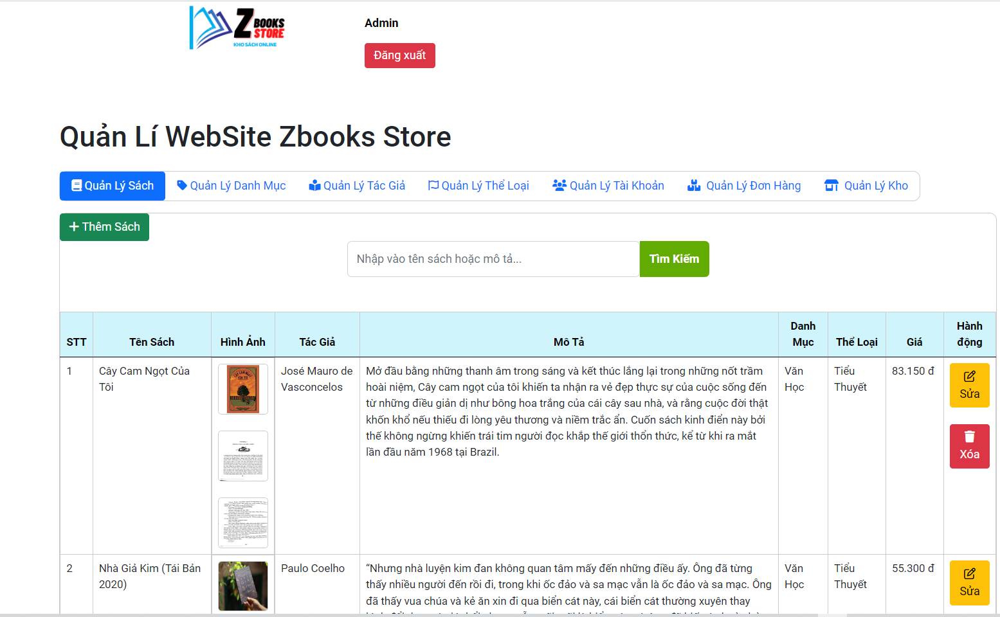 Z BOOKS
STORE
KHO SÁCH ONLINE
Admin
Đăng xuất
Quản Lí WebSite Zbooks Store
Quản Lý Sách
Quản Lý Danh Mục
Quản Lý Tác Giả
Quản Lý Thể Loại
Quản Lý Tài Khoản
Quản Lý Đơn Hàng
Quản Lý Kho
Thêm Sách
Nhập vào tên sách hoặc mô tả...
Tìm Kiếm
STT
Tên Sách
Hình Ảnh
Tác Giả
Mô Tả
Danh
Mục
Thể Loại
Giá
Hành
động
1
Cây Cam Ngọt Của
Tôi
CÂY CAM NGỌT
CỦA TÔI
José Mauro de
Vasconcelos
Mở đầu bằng những thanh âm trong sáng và kết thúc lắng lại trong những nốt trầm
hoài niệm, Cây cam ngọt của tôi khiến ta nhận ra vẻ đẹp thực sự của cuộc sống đến
từ những điều giản dị như bông hoa trắng của cái cây sau nhà, và rằng cuộc đời thật
khốn khổ nếu thiếu đi lòng yêu thương và niềm trắc ẩn. Cuốn sách kinh điển này bởi
thế không ngừng khiến trái tim người đọc khắp thế giới thổn thức, kể từ khi ra mắt
lần đầu năm 1968 tại Brazil.
Văn
Học
Tiểu
Thuyết
83.150 đ
Sửa
Xóa
2
Nhà Giả Kim (Tái Bản
2020)
Paulo Coelho
“Nhưng nhà luyện kim đan không quan tâm mấy đến những điều ấy. Ông đã từng
thấy nhiều người đến rồi đi, trong khi ốc đảo và sa mạc vẫn là ốc đảo và sa mạc. Ông
đã thấy vua chúa và kẻ ăn xin đi qua biển cát này, cái biển cát thường xuyên thay
Văn
Học
Tiểu
Thuyết
55.300 đ
Sửa